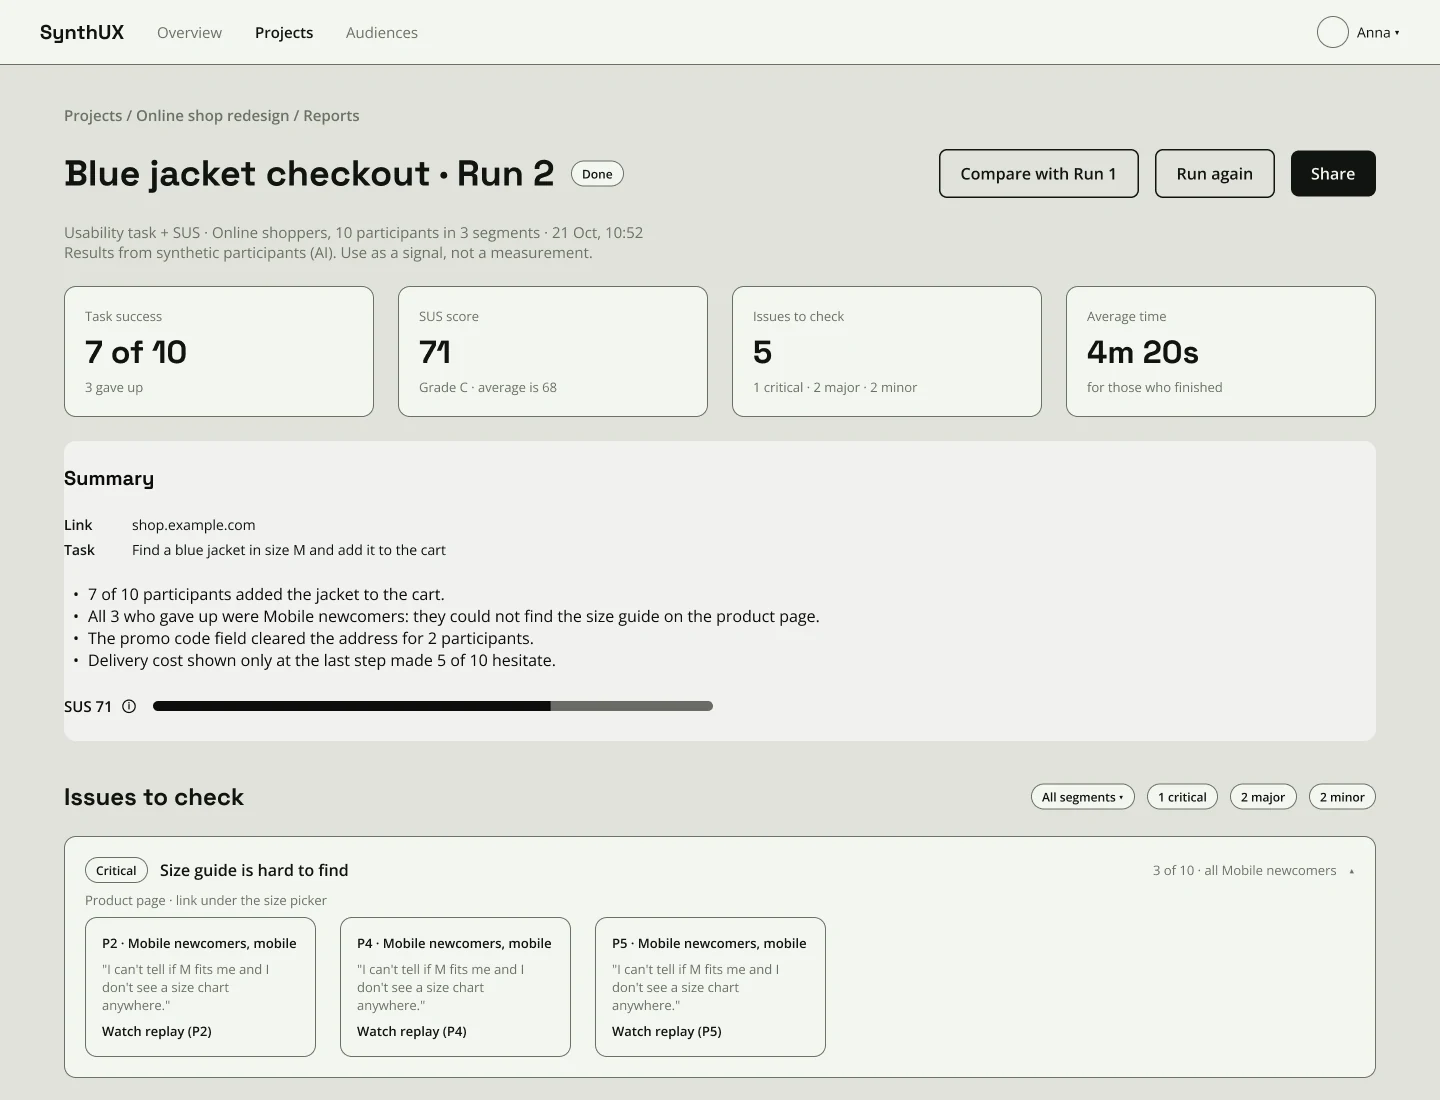 SynthUX
Overview
Projects
Audiences
Anna ▾
Projects / Online shop redesign / Reports
Blue jacket checkout · Run 2
Done
Compare with Run 1
Run again
Share
Usability task + SUS · Online shoppers, 10 participants in 3 segments · 21 Oct, 10:52
Results from synthetic participants (AI). Use as a signal, not a measurement.
Task success
7 of 10
3 gave up
SUS score
71
Grade C · average is 68
Issues to check
5
1 critical · 2 major · 2 minor
Average time
4m 20s
for those who finished
Summary
Link shop.example.com
Task Find a blue jacket in size M and add it to the cart
• 7 of 10 participants added the jacket to the cart.
• All 3 who gave up were Mobile newcomers: they could not find the size guide on the product page.
• The promo code field cleared the address for 2 participants.
• Delivery cost shown only at the last step made 5 of 10 hesitate.
SUS 71 ⓘ
Issues to check
All segments ▾
1 critical
2 major
2 minor
Critical
Size guide is hard to find
3 of 10 · all Mobile newcomers ▴
Product page · link under the size picker
P2 · Mobile newcomers, mobile
"I can't tell if M fits me and I
don't see a size chart
anywhere."
Watch replay (P2)
P4 · Mobile newcomers, mobile
"I can't tell if M fits me and I
don't see a size chart
anywhere."
Watch replay (P4)
P5 · Mobile newcomers, mobile
"I can't tell if M fits me and I
don't see a size chart
anywhere."
Watch replay (P5)